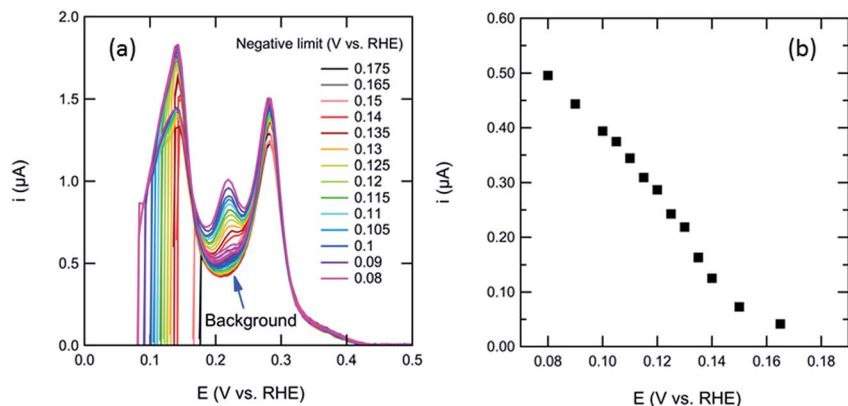 (a)
Negative limit (V vs. RHE)
0.175
0.165
0.15
0.14
0.135
0.13
0.125
0.12
0.115
0.11
0.105
0.1
0.09
0.08
Background
2.0
1.5
1.0
0.5
0.0
i (µA)
0.0 0.1 0.2 0.3 0.4 0.5
E (V vs. RHE)
(b)
0.60
0.50
0.40
0.30
0.20
0.10
0.00
i (µA)
0.08 0.10 0.12 0.14 0.16 0.18
E (V vs. RHE)